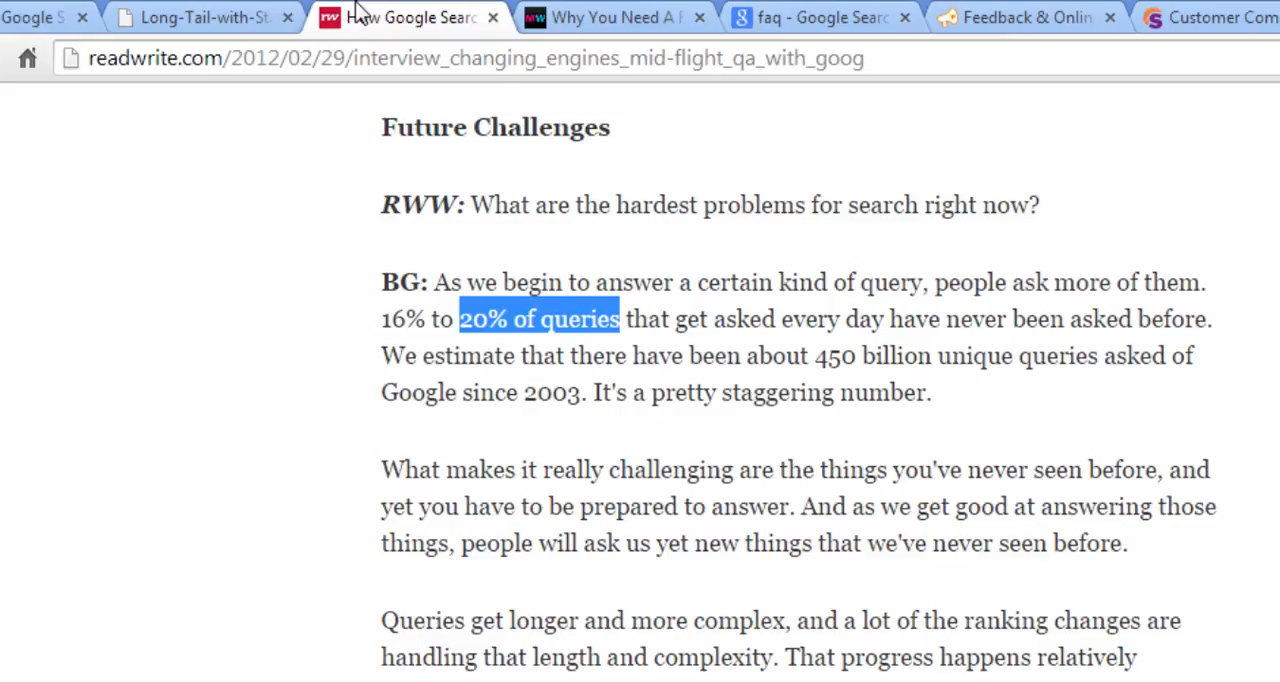 Google S
Long-Tail-with-St
How Google Searc
Why You Need A F
faq - Google Searc
Feedback & Onlin
Customer Com
readwrite.com/2012/02/29/interview_changing_engines_mid-flight_qa_with_goog
Future Challenges
RWW: What are the hardest problems for search right now?
BG: As we begin to answer a certain kind of query, people ask more of them.
16% to 20% of queries that get asked every day have never been asked before.
We estimate that there have been about 450 billion unique queries asked of
Google since 2003. It's a pretty staggering number.
What makes it really challenging are the things you've never seen before, and
yet you have to be prepared to answer. And as we get good at answering those
things, people will ask us yet new things that we've never seen before.
Queries get longer and more complex, and a lot of the ranking changes are
handling that length and complexity. That progress happens relatively